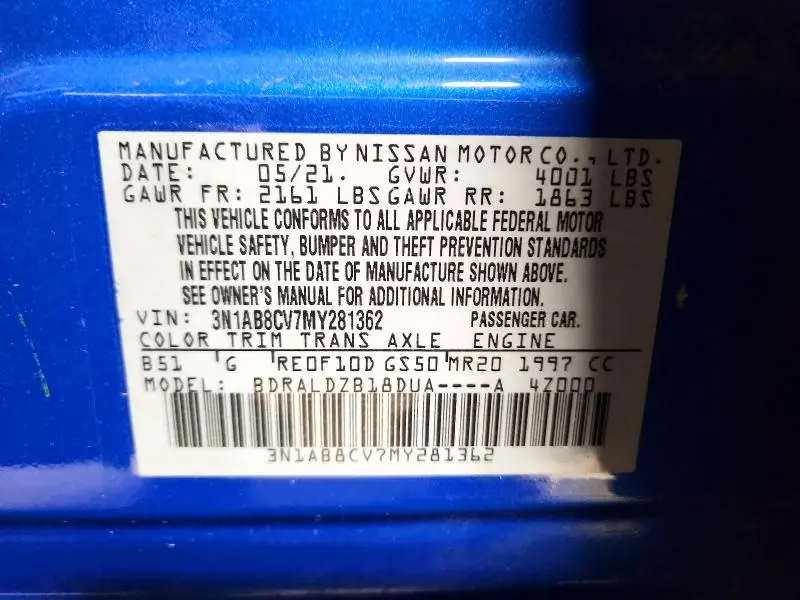 MANUFACTURED BY NISSAN MOTOR CO., LTD.
DATE: 05/21. GVWR: 4001 LBS
GAWR FR: 2161 LBS GAWR RR: 1863 LBS
THIS VEHICLE CONFORMS TO ALL APPLICABLE FEDERAL MOTOR
VEHICLE SAFETY, BUMPER AND THEFT PREVENTION STANDARDS
IN EFFECT ON THE DATE OF MANUFACTURE SHOWN ABOVE.
SEE OWNER'S MANUAL FOR ADDITIONAL INFORMATION.
VIN: 3N1AB8CV7MY281362 PASSENGER CAR.
COLOR TRIM TRANS AXLE ENGINE
B51 G RE0F10D GS50 MR20 1997 CC
MODEL: BDRALDZB18DUA----A 4Z000
3N1AB8CV7MY281362